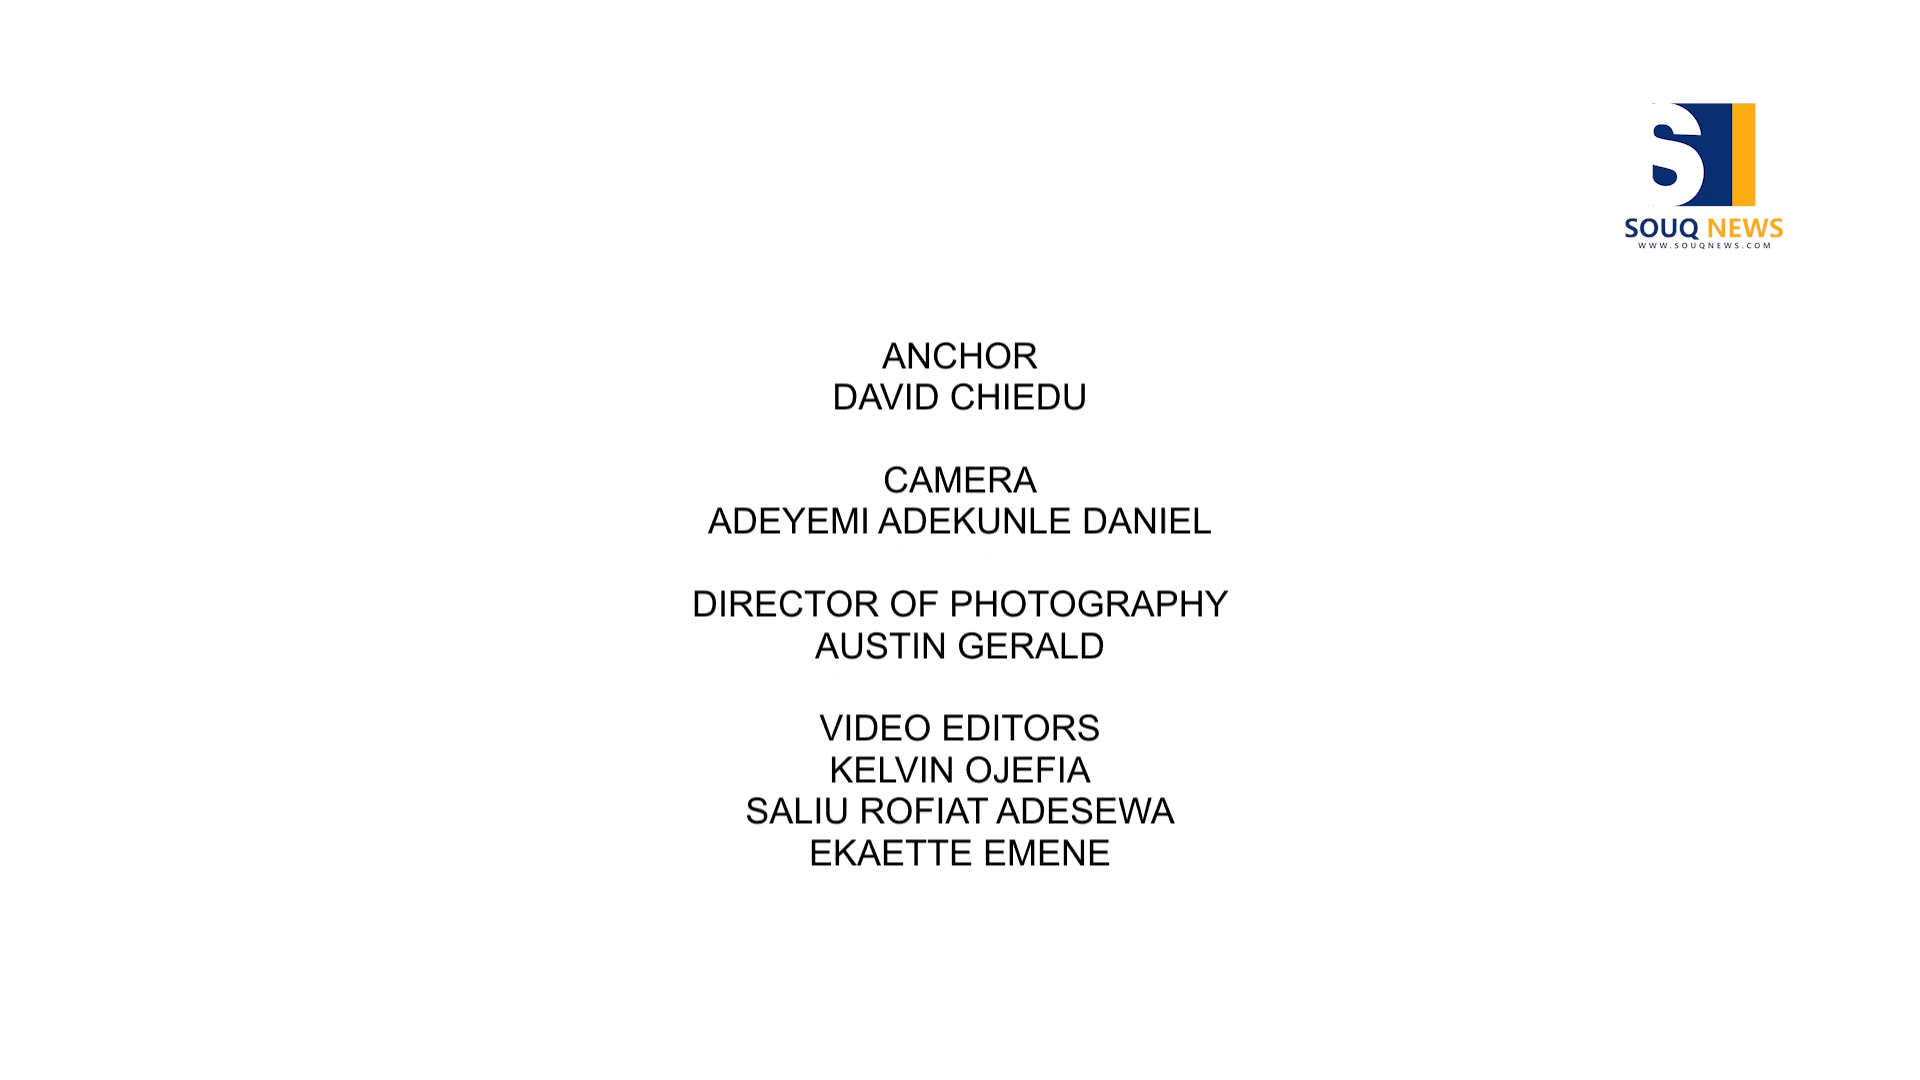 SI
SOUQ NEWS
WWW.SOUQNEWS.COM
ANCHOR
DAVID CHIEDU
CAMERA
ADEYEMI ADEKUNLE DANIEL
DIRECTOR OF PHOTOGRAPHY
AUSTIN GERALD
VIDEO EDITORS
KELVIN OJEFIA
SALIU ROFIAT ADESEWA
EKAETTE EMENE